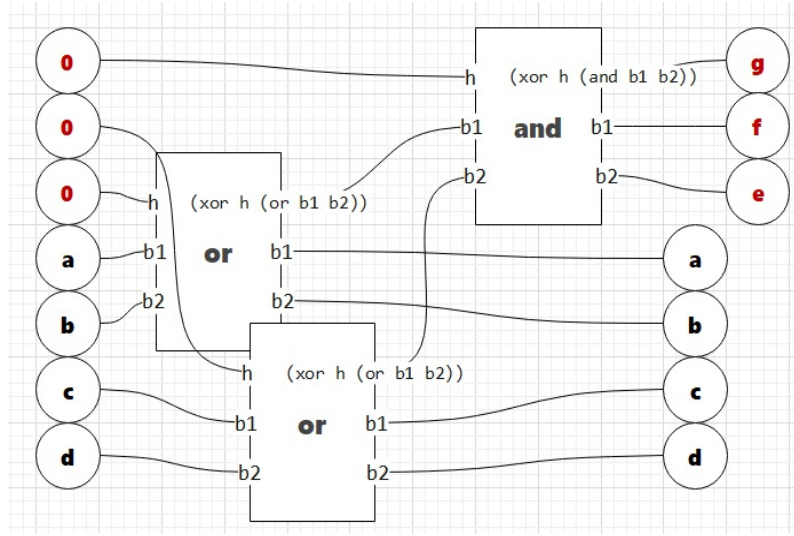 0
g
h
(xor h (and b1 b2))
0
b1
and
b1
f
0
b2
b2
e
h
(xor h (or b1 b2))
a
b1
or
b1
a
b
b2
b2
b
h
(xor h (or b1 b2))
c
b1
or
b1
c
d
b2
b2
d